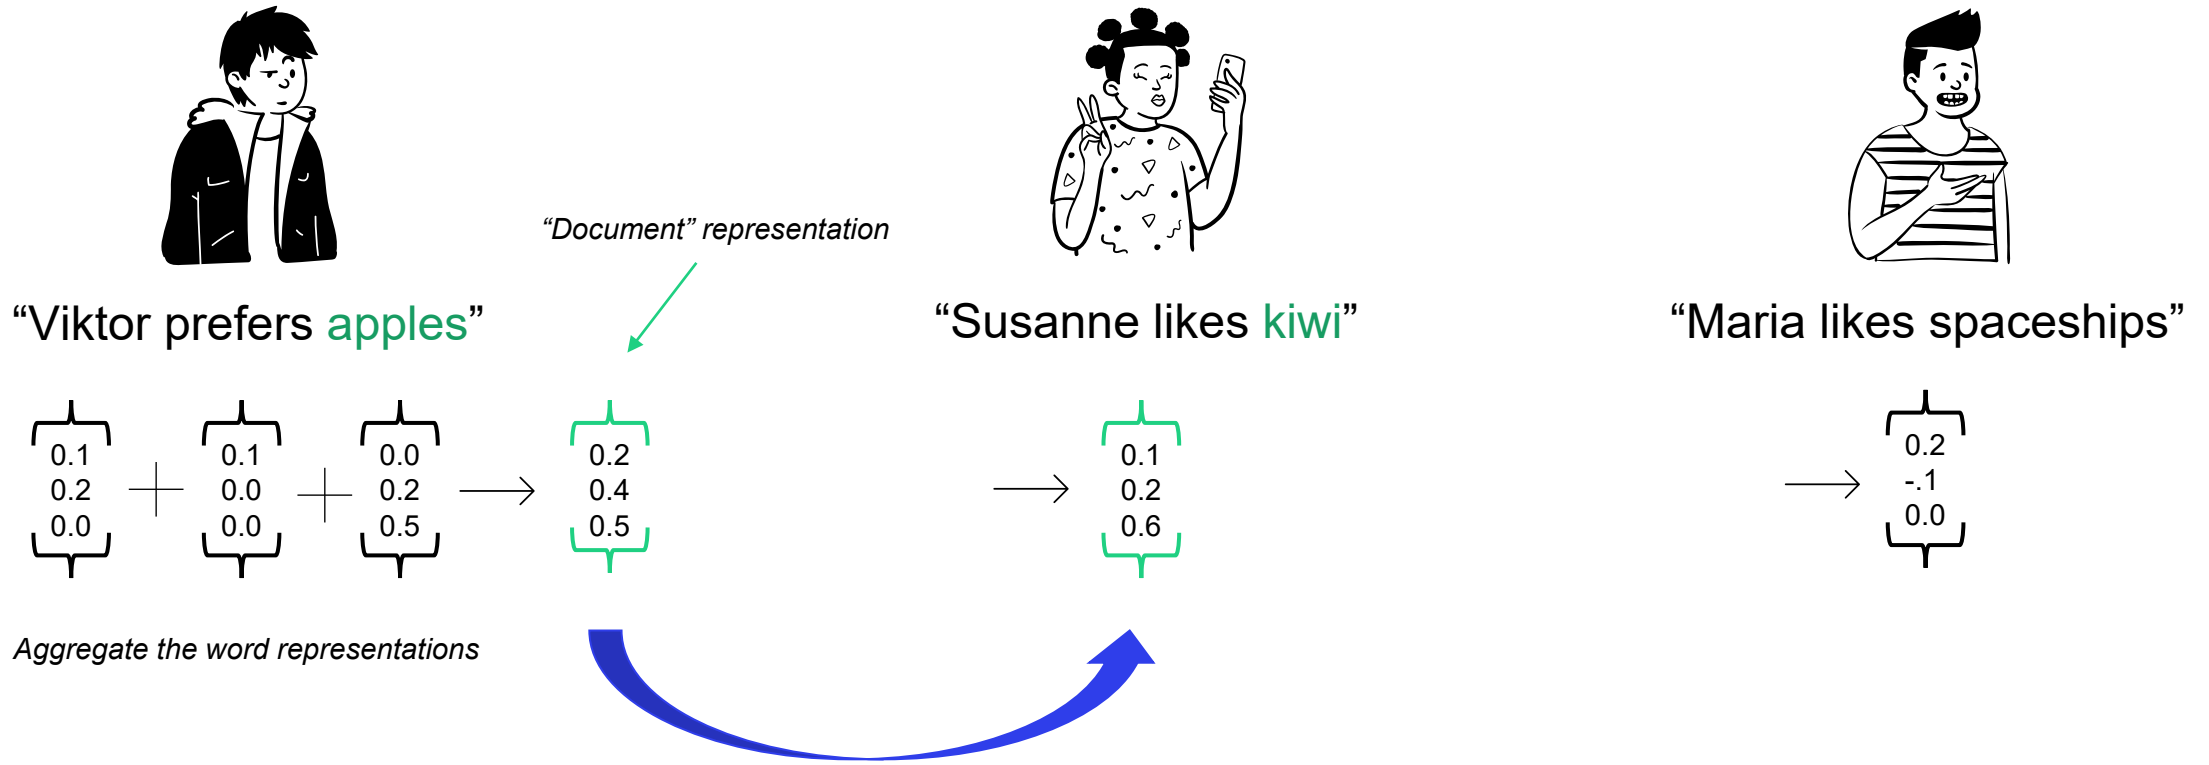 “Document” representation
“Viktor prefers apples”
“Susanne likes kiwi”
“Maria likes spaceships”
0.1 0.1 0.0 0.2 0.1 0.2
0.2 0.0 0.2 0.4 0.2 -.1
0.0 0.0 0.5 0.5 0.6 0.0
Aggregate the word representations